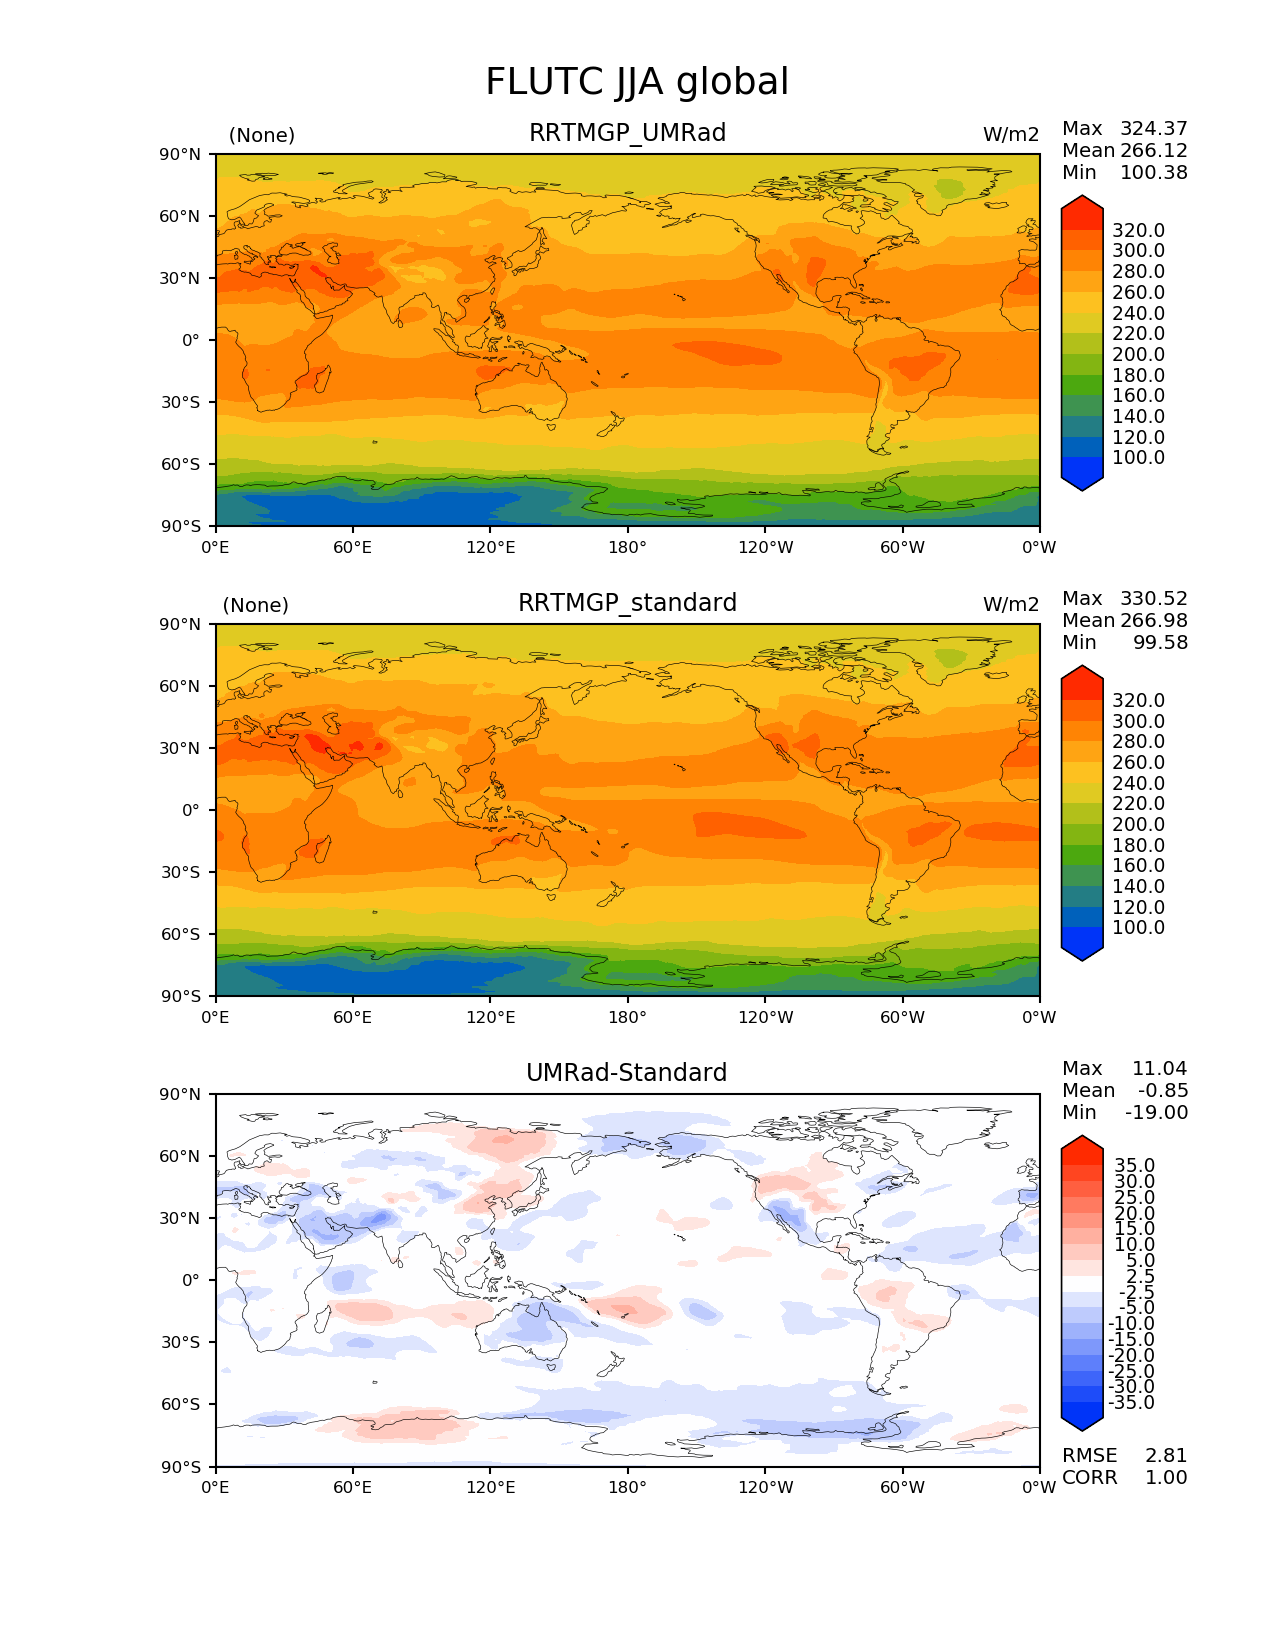 FLUTC JJA global
(None) RRTMGP_UMRad W/m2
Max 324.37
Mean 266.12
Min 100.38
90°N
60°N
30°N
0°
30°S
60°S
90°S
0°E 60°E 120°E 180° 120°W 60°W 0°W
320.0
300.0
280.0
260.0
240.0
220.0
200.0
180.0
160.0
140.0
120.0
100.0
(None) RRTMGP_standard W/m2
Max 330.52
Mean 266.98
Min 99.58
90°N
60°N
30°N
0°
30°S
60°S
90°S
0°E 60°E 120°E 180° 120°W 60°W 0°W
320.0
300.0
280.0
260.0
240.0
220.0
200.0
180.0
160.0
140.0
120.0
100.0
UMRad-Standard
Max 11.04
Mean -0.85
Min -19.00
90°N
60°N
30°N
0°
30°S
60°S
90°S
0°E 60°E 120°E 180° 120°W 60°W 0°W
35.0
30.0
25.0
20.0
15.0
10.0
5.0
2.5
-2.5
-5.0
-10.0
-15.0
-20.0
-25.0
-30.0
-35.0
RMSE 2.81
CORR 1.00